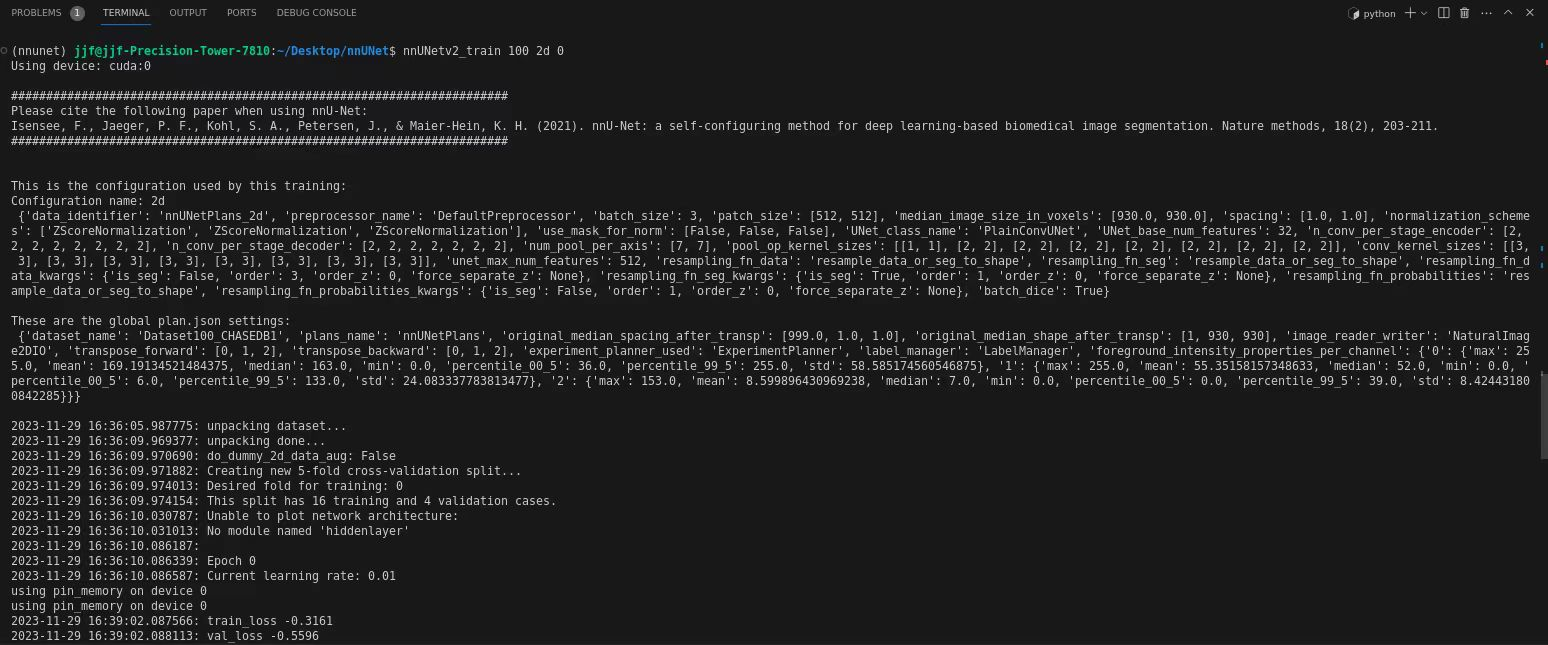 PROBLEMS 1 TERMINAL OUTPUT PORTS DEBUG CONSOLE python
(nnunet) jjf@jjf-Precision-Tower-7810:~/Desktop/nnUNet$ nnUNetv2_train 100 2d 0
Using device: cuda:0
#######################################################################
Please cite the following paper when using nnU-Net:
Isensee, F., Jaeger, P. F., Kohl, S. A., Petersen, J., & Maier-Hein, K. H. (2021). nnU-Net: a self-configuring method for deep learning-based biomedical image segmentation. Nature methods, 18(2), 203-211.
#######################################################################
This is the configuration used by this training:
Configuration name: 2d
{'data_identifier': 'nnUNetPlans_2d', 'preprocessor_name': 'DefaultPreprocessor', 'batch_size': 3, 'patch_size': [512, 512], 'median_image_size_in_voxels': [930.0, 930.0], 'spacing': [1.0, 1.0], 'normalization_scheme
s': ['ZScoreNormalization', 'ZScoreNormalization', 'ZScoreNormalization'], 'use_mask_for_norm': [False, False, False], 'UNet_class_name': 'PlainConvUNet', 'UNet_base_num_features': 32, 'n_conv_per_stage_encoder': [2,
2, 2, 2, 2, 2, 2, 2], 'n_conv_per_stage_decoder': [2, 2, 2, 2, 2, 2, 2], 'num_pool_per_axis': [7, 7], 'pool_op_kernel_sizes': [[1, 1], [2, 2], [2, 2], [2, 2], [2, 2], [2, 2], [2, 2], [2, 2]], 'conv_kernel_sizes': [[3,
3], [3, 3], [3, 3], [3, 3], [3, 3], [3, 3], [3, 3], [3, 3]], 'unet_max_num_features': 512, 'resampling_fn_data': 'resample_data_or_seg_to_shape', 'resampling_fn_seg': 'resample_data_or_seg_to_shape', 'resampling_fn_d
ata_kwargs': {'is_seg': False, 'order': 3, 'order_z': 0, 'force_separate_z': None}, 'resampling_fn_seg_kwargs': {'is_seg': True, 'order': 1, 'order_z': 0, 'force_separate_z': None}, 'resampling_fn_probabilities': 'res
ample_data_or_seg_to_shape', 'resampling_fn_probabilities_kwargs': {'is_seg': False, 'order': 1, 'order_z': 0, 'force_separate_z': None}, 'batch_dice': True}
These are the global plan.json settings:
{'dataset_name': 'Dataset100_CHASEDB1', 'plans_name': 'nnUNetPlans', 'original_median_spacing_after_transp': [999.0, 1.0, 1.0], 'original_median_shape_after_transp': [1, 930, 930], 'image_reader_writer': 'NaturalImag
e2DIO', 'transpose_forward': [0, 1, 2], 'transpose_backward': [0, 1, 2], 'experiment_planner_used': 'ExperimentPlanner', 'label_manager': 'LabelManager', 'foreground_intensity_properties_per_channel': {'0': {'max': 25
5.0, 'mean': 169.19134521484375, 'median': 163.0, 'min': 0.0, 'percentile_00_5': 36.0, 'percentile_99_5': 255.0, 'std': 58.585174560546875}, '1': {'max': 255.0, 'mean': 55.35158157348633, 'median': 52.0, 'min': 0.0, '
percentile_00_5': 6.0, 'percentile_99_5': 133.0, 'std': 24.083337783813477}, '2': {'max': 153.0, 'mean': 8.599896430969238, 'median': 7.0, 'min': 0.0, 'percentile_00_5': 0.0, 'percentile_99_5': 39.0, 'std': 8.42443180
0842285}}}
2023-11-29 16:36:05.987775: unpacking dataset...
2023-11-29 16:36:09.969377: unpacking done...
2023-11-29 16:36:09.970690: do_dummy_2d_data_aug: False
2023-11-29 16:36:09.971882: Creating new 5-fold cross-validation split...
2023-11-29 16:36:09.974013: Desired fold for training: 0
2023-11-29 16:36:09.974154: This split has 16 training and 4 validation cases.
2023-11-29 16:36:10.030787: Unable to plot network architecture:
2023-11-29 16:36:10.031013: No module named 'hiddenlayer'
2023-11-29 16:36:10.086187:
2023-11-29 16:36:10.086339: Epoch 0
2023-11-29 16:36:10.086587: Current learning rate: 0.01
using pin_memory on device 0
using pin_memory on device 0
2023-11-29 16:39:02.087566: train_loss -0.3161
2023-11-29 16:39:02.088113: val_loss -0.5596